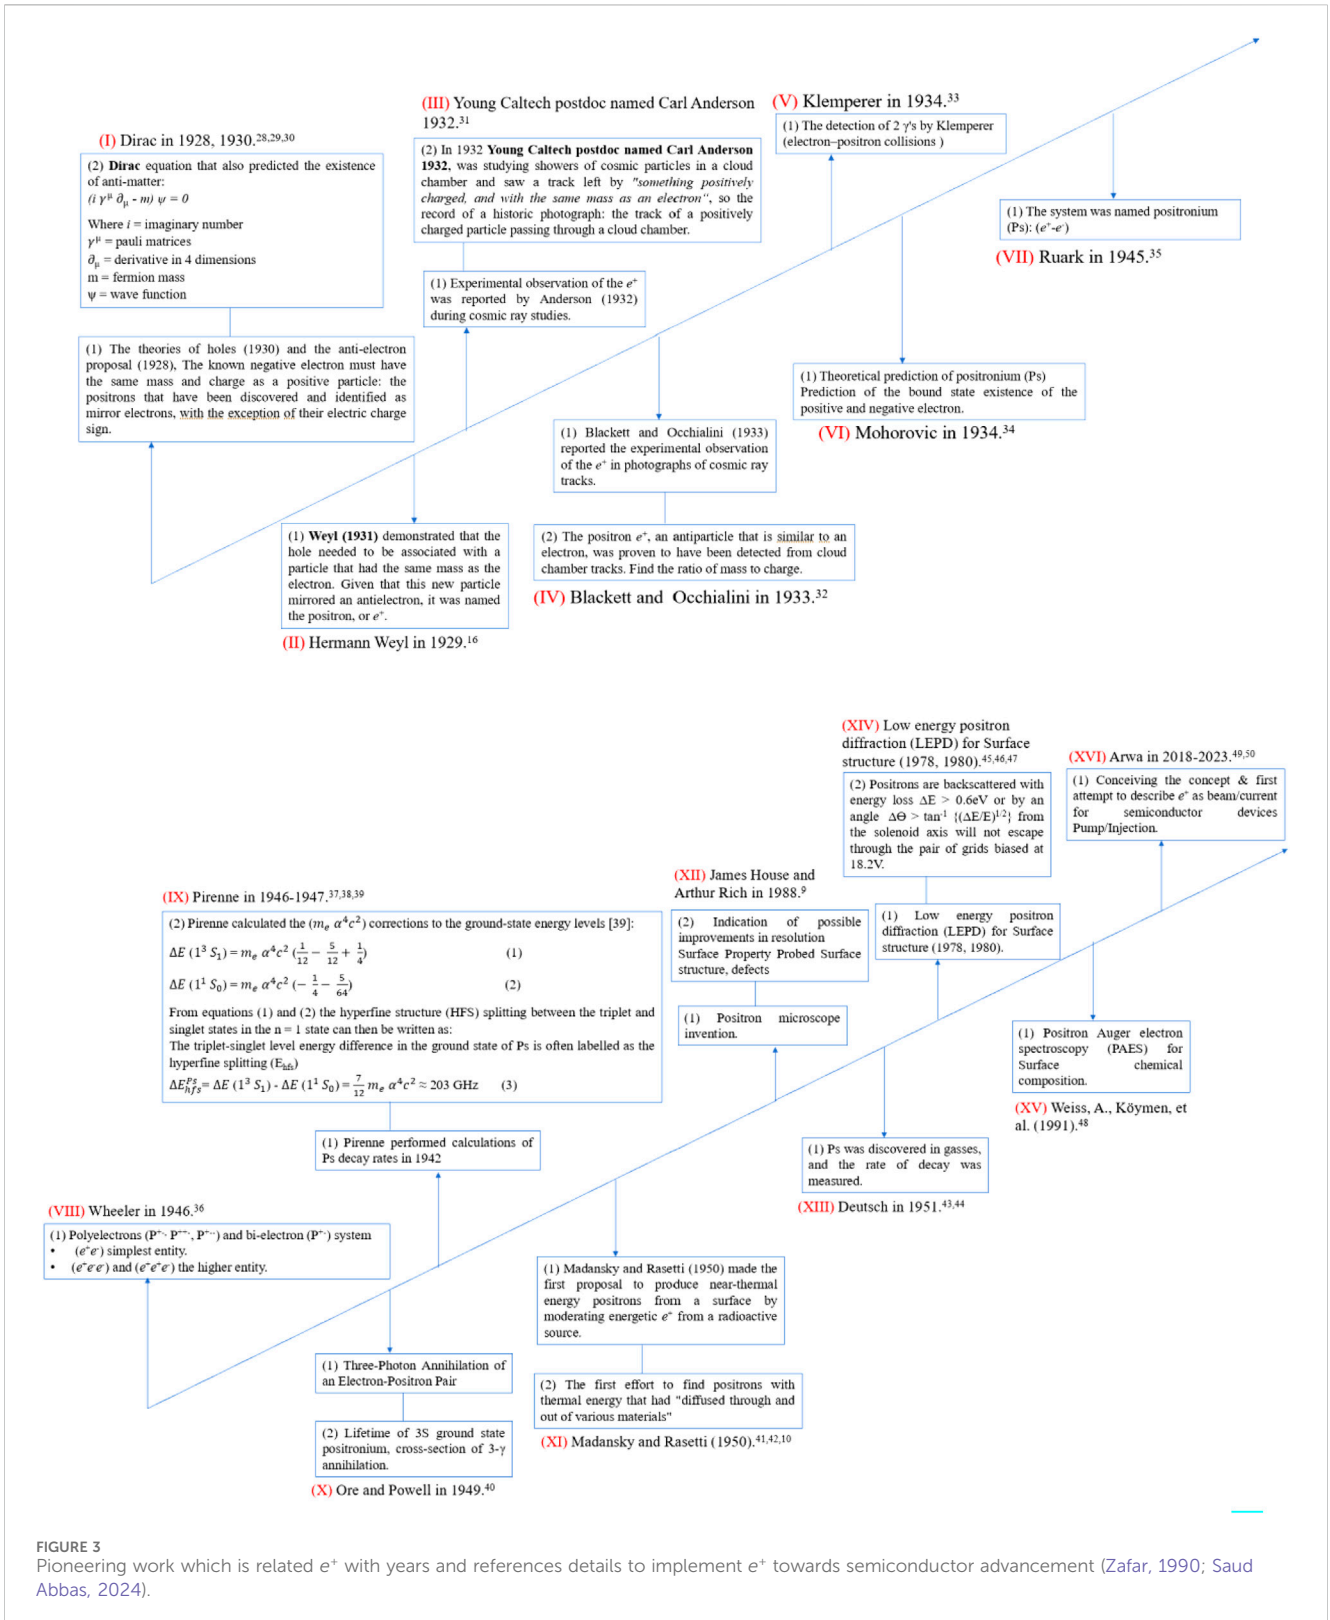 (I) Dirac in 1928, 1930.28,29,30
(2) Dirac equation that also predicted the existence
of anti-matter:
(i γμ ∂μ - m) ψ = 0
Where i = imaginary number
γμ = pauli matrices
∂μ = derivative in 4 dimensions
m = fermion mass
ψ = wave function
(1) The theories of holes (1930) and the anti-electron
proposal (1928), The known negative electron must have
the same mass and charge as a positive particle: the
positrons that have been discovered and identified as
mirror electrons, with the exception of their electric charge
sign.
(III) Young Caltech postdoc named Carl Anderson
1932.31
(2) In 1932 Young Caltech postdoc named Carl Anderson
1932, was studying showers of cosmic particles in a cloud
chamber and saw a track left by "something positively
charged, and with the same mass as an electron", so the
record of a historic photograph: the track of a positively
charged particle passing through a cloud chamber.
(1) Experimental observation of the e+
was reported by Anderson (1932)
during cosmic ray studies.
(V) Klemperer in 1934.33
(1) The detection of 2 γ's by Klemperer
(electron–positron collisions )
(1) The system was named positronium
(Ps): (e+-e-)
(VII) Ruark in 1945.35
(1) Theoretical prediction of positronium (Ps)
Prediction of the bound state existence of the
positive and negative electron.
(VI) Mohorovic in 1934.34
(1) Blackett and Occhialini (1933)
reported the experimental observation
of the e+ in photographs of cosmic ray
tracks.
(2) The positron e+, an antiparticle that is similar to an
electron, was proven to have been detected from cloud
chamber tracks. Find the ratio of mass to charge.
(IV) Blackett and Occhialini in 1933.32
(1) Weyl (1931) demonstrated that the
hole needed to be associated with a
particle that had the same mass as the
electron. Given that this new particle
mirrored an antielectron, it was named
the positron, or e+.
(II) Hermann Weyl in 1929.16
(XIV) Low energy positron
diffraction (LEPD) for Surface
structure (1978, 1980).45,46,47
(2) Positrons are backscattered with
energy loss ΔE > 0.6eV or by an
angle ΔΘ > tan-1 {(ΔE/E)1/2} from
the solenoid axis will not escape
through the pair of grids biased at
18.2V.
(1) Low energy positron
diffraction (LEPD) for Surface
structure (1978, 1980).
(XVI) Arwa in 2018-2023.49,50
(1) Conceiving the concept & first
attempt to describe e+ as beam/current
for semiconductor devices
Pump/Injection.
(XII) James House and
Arthur Rich in 1988.9
(2) Indication of possible
improvements in resolution
Surface Property Probed Surface
structure, defects
(1) Positron microscope
invention.
(IX) Pirenne in 1946-1947.37,38,39
(2) Pirenne calculated the (me α4c2) corrections to the ground-state energy levels [39]:
ΔE (13 S1) = me α4c2 (1/12 − 5/12 + 1/4) (1)
ΔE (11 S0) = me α4c2 (− 1/4 − 5/64) (2)
From equations (1) and (2) the hyperfine structure (HFS) splitting between the triplet and
singlet states in the n = 1 state can then be written as:
The triplet-singlet level energy difference in the ground state of Ps is often labelled as the
hyperfine splitting (Ehfs)
ΔEPshfs = ΔE (13 S1) - ΔE (11 S0) = 7/12 me α4c2 ≈ 203 GHz (3)
(1) Pirenne performed calculations of
Ps decay rates in 1942
(1) Positron Auger electron
spectroscopy (PAES) for
Surface chemical
composition.
(XV) Weiss, A., Köymen, et
al. (1991).48
(1) Ps was discovered in gasses,
and the rate of decay was
measured.
(XIII) Deutsch in 1951.43,44
(VIII) Wheeler in 1946.36
(1) Polyelectrons (P+-, P++-, P+--) and bi-electron (P+-) system
• (e+e-) simplest entity.
• (e+e-e-) and (e+e+e-) the higher entity.
(1) Madansky and Rasetti (1950) made the
first proposal to produce near-thermal
energy positrons from a surface by
moderating energetic e+ from a radioactive
source.
(2) The first effort to find positrons with
thermal energy that had "diffused through and
out of various materials"
(XI) Madansky and Rasetti (1950).41,42,10
(1) Three-Photon Annihilation of
an Electron-Positron Pair
(2) Lifetime of 3S ground state
positronium, cross-section of 3-γ
annihilation.
(X) Ore and Powell in 1949.40
FIGURE 3
Pioneering work which is related e+ with years and references details to implement e+ towards semiconductor advancement (Zafar, 1990; Saud
Abbas, 2024).